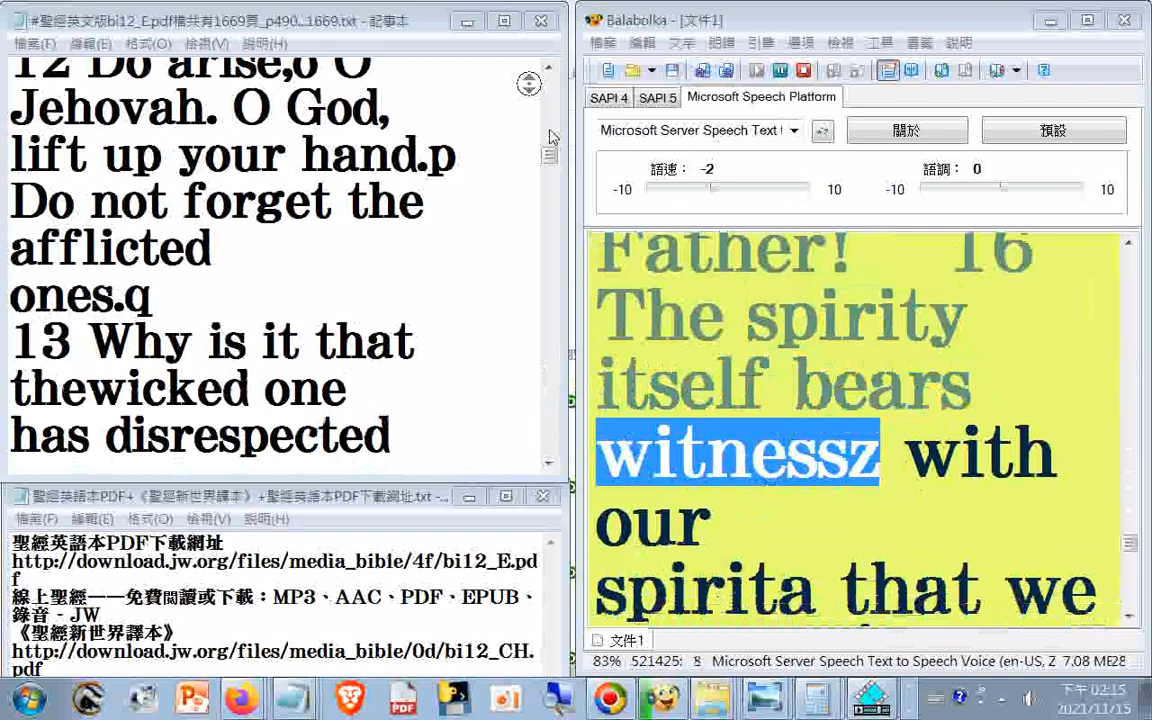 #聖經英文版bi12_E.pdf檔共有1669頁_p490...1669.txt - 記事本
檔案(F) 編輯(E) 格式(O) 檢視(V) 說明(H)
12 Do arise,o O
Jehovah. O God,
lift up your hand.p
Do not forget the
afflicted
ones.q
13 Why is it that
thewicked one
has disrespected
聖經英語本PDF+《聖經新世界譯本》+聖經英語本PDF下載網址.txt - ...
檔案(F) 編輯(E) 格式(O) 檢視(V) 說明(H)
聖經英語本PDF下載網址
http://download.jw.org/files/media_bible/4f/bi12_E.pd
f
線上聖經——免費閱讀或下載：MP3、AAC、PDF、EPUB、
錄音 - JW
《聖經新世界譯本》
http://download.jw.org/files/media_bible/0d/bi12_CH.
pdf
Balabolka - [文件1]
檔案 編輯 文字 朗讀 引擎 選項 檢視 工具 書籤 說明
SAPI 4 SAPI 5 Microsoft Speech Platform
Microsoft Server Speech Text
關於 預設
語速： -2 語調： 0
-10 10 -10 10
Father! 16
The spirity
itself bears
witnessz with
our
spirita that we
文件1
83% 521425: 8 Microsoft Server Speech Text to Speech Voice (en-US, Z 7.08 ME28
下午 02:15
2021/11/15